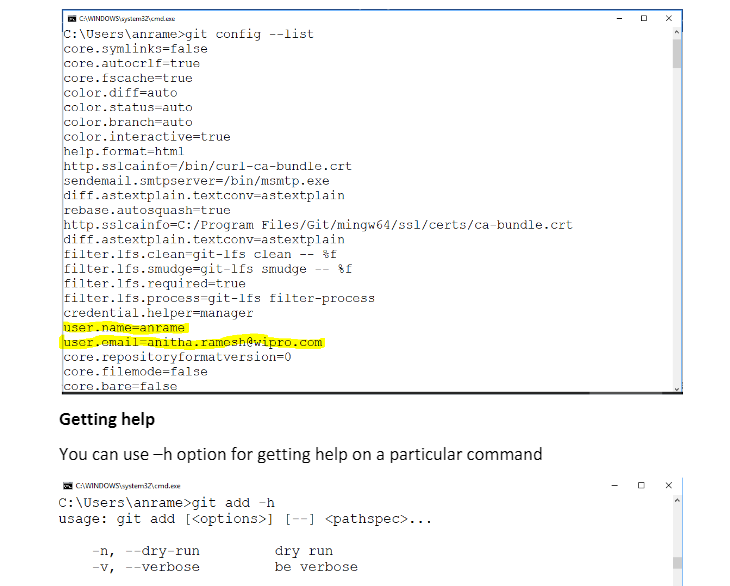 C:\WINDOWS\system32\cmd.exe
C:\Users\anrame>git config --list
core.symlinks=false
core.autocrlf=true
core.fscache=true
color.diff=auto
color.status=auto
color.branch=auto
color.interactive=true
help.format=html
http.sslcainfo=/bin/curl-ca-bundle.crt
sendemail.smtpserver=/bin/msmtp.exe
diff.astextplain.textconv=astextplain
rebase.autosquash=true
http.sslcainfo=C:/Program Files/Git/mingw64/ssl/certs/ca-bundle.crt
diff.astextplain.textconv=astextplain
filter.lfs.clean=git-lfs clean -- %f
filter.lfs.smudge=git-lfs smudge -- %f
filter.lfs.required=true
filter.lfs.process=git-lfs filter-process
credential.helper=manager
user.name=anrame
user.email=anitha.ramesh@wipro.com
core.repositoryformatversion=0
core.filemode=false
core.bare=false
Getting help
You can use –h option for getting help on a particular command
C:\WINDOWS\system32\cmd.exe
C:\Users\anrame>git add -h
usage: git add [<options>] [--] <pathspec>...
-n, --dry-run dry run
-v, --verbose be verbose